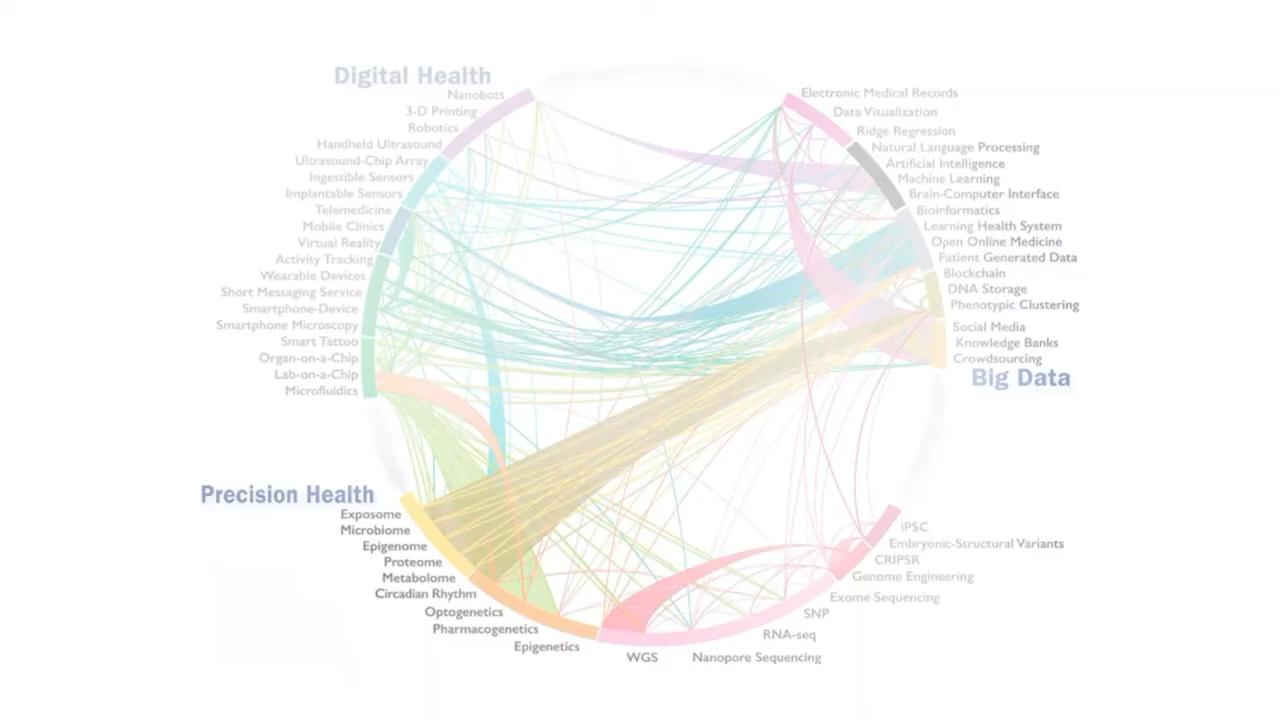 Digital Health
Nanobots
3-D Printing
Robotics
Handheld Ultrasound
Ultrasound-Chip Array
Ingestible Sensors
Implantable Sensors
Telemedicine
Mobile Clinics
Virtual Reality
Activity Tracking
Wearable Devices
Short Messaging Service
Smartphone-Device
Smartphone Microscopy
Smart Tattoo
Organ-on-a-Chip
Lab-on-a-Chip
Microfluidics
Electronic Medical Records
Data Visualization
Ridge Regression
Natural Language Processing
Artificial Intelligence
Machine Learning
Brain-Computer Interface
Bioinformatics
Learning Health System
Open Online Medicine
Patient Generated Data
Blockchain
DNA Storage
Phenotypic Clustering
Social Media
Knowledge Banks
Crowdsourcing
Big Data
Precision Health
Exposome
Microbiome
Epigenome
Proteome
Metabolome
Circadian Rhythm
Optogenetics
Pharmacogenetics
Epigenetics
WGS
Nanopore Sequencing
RNA-seq
SNP
Exome Sequencing
Genome Engineering
CRIPSR
Embryonic-Structural Variants
iPSC